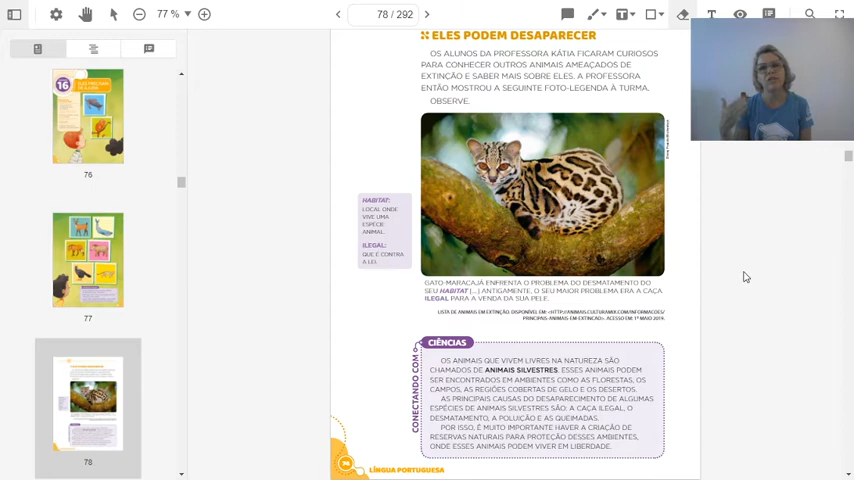 77 %
78 / 292
ELES PODEM DESAPARECER
OS ALUNOS DA PROFESSORA KÁTIA FICARAM CURIOSOS
PARA CONHECER OUTROS ANIMAIS AMEAÇADOS DE
EXTINÇÃO E SABER MAIS SOBRE ELES. A PROFESSORA
ENTÃO MOSTROU A SEGUINTE FOTO-LEGENDA À TURMA.
OBSERVE.
HABITAT:
LOCAL ONDE
VIVE UMA
ESPÉCIE
ANIMAL.
ILEGAL:
QUE É CONTRA
A LEI.
GATO-MARACAJÁ ENFRENTA O PROBLEMA DO DESMATAMENTO DO
SEU HABITAT [...] ANTIGAMENTE, O SEU MAIOR PROBLEMA ERA A CAÇA
ILEGAL PARA A VENDA DA SUA PELE.
LISTA DE ANIMAIS EM EXTINÇÃO. DISPONÍVEL EM: <HTTP://ANIMAIS.CULTURAMIX.COM/INFORMACOES/
PRINCIPAIS-ANIMAIS-EM-EXTINCAO>. ACESSO EM: 1º MAIO 2019.
CONECTANDO COM
CIÊNCIAS
OS ANIMAIS QUE VIVEM LIVRES NA NATUREZA SÃO
CHAMADOS DE ANIMAIS SILVESTRES. ESSES ANIMAIS PODEM
SER ENCONTRADOS EM AMBIENTES COMO AS FLORESTAS, OS
CAMPOS, AS REGIÕES COBERTAS DE GELO E OS DESERTOS.
AS PRINCIPAIS CAUSAS DO DESAPARECIMENTO DE ALGUMAS
ESPÉCIES DE ANIMAIS SILVESTRES SÃO: A CAÇA ILEGAL, O
DESMATAMENTO, A POLUIÇÃO E AS QUEIMADAS.
POR ISSO, É MUITO IMPORTANTE HAVER A CRIAÇÃO DE
RESERVAS NATURAIS PARA PROTEÇÃO DESSES AMBIENTES,
ONDE ESSES ANIMAIS PODEM VIVER EM LIBERDADE.
78
LÍNGUA PORTUGUESA
16
76
77
78